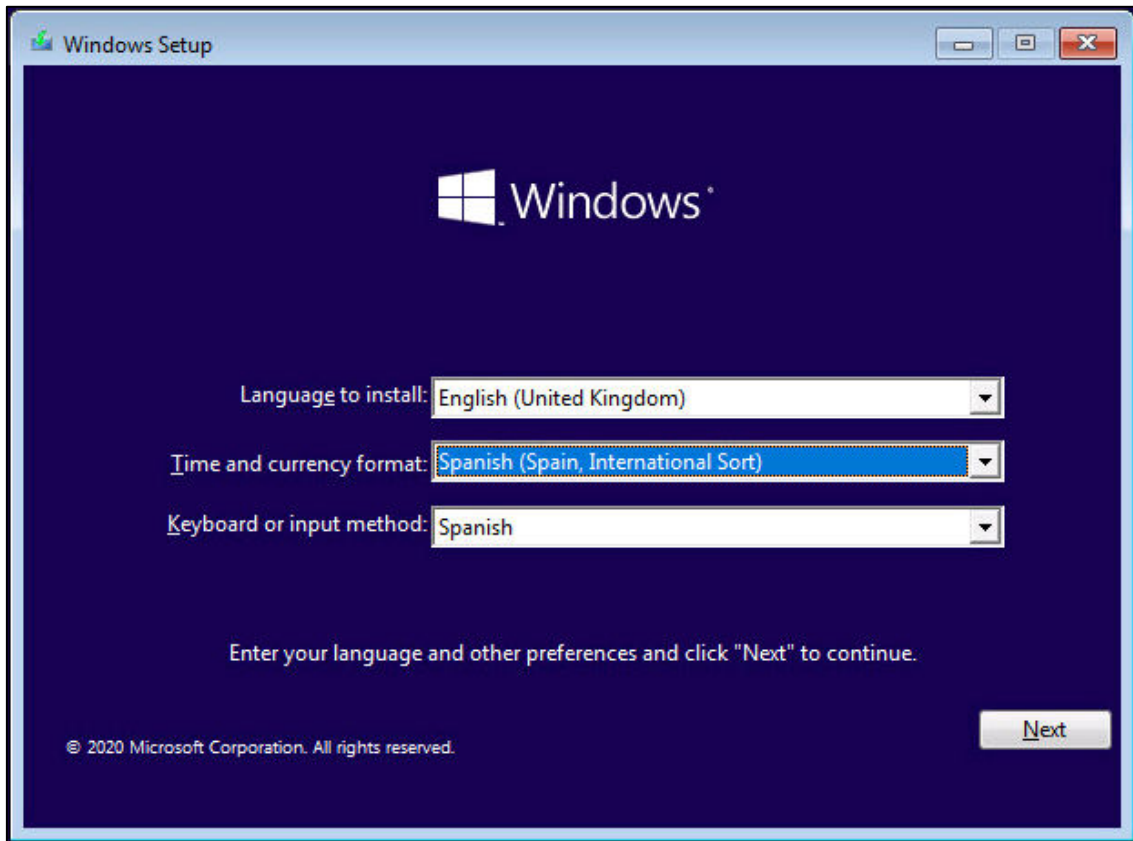 Windows Setup
Windows
Language to install: English (United Kingdom)
Time and currency format: Spanish (Spain, International Sort)
Keyboard or input method: Spanish
Enter your language and other preferences and click "Next" to continue.
Next
© 2020 Microsoft Corporation. All rights reserved.